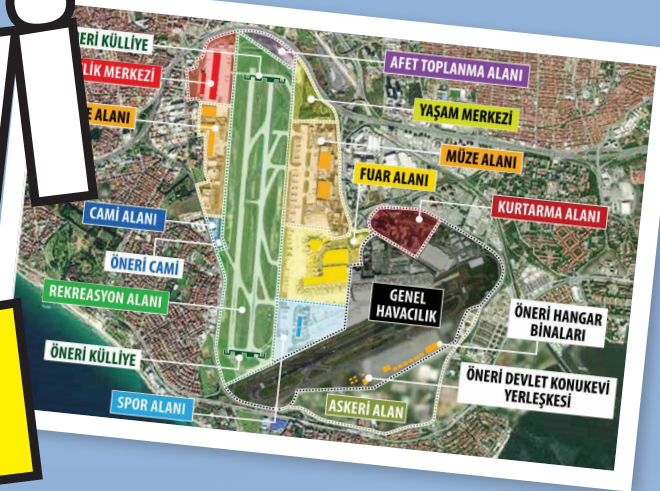 ERİ KÜLLİYE
LİK MERKEZİ
E ALANI
CAMİ ALANI
ÖNERİ CAMİ
REKREASYON ALANI
ÖNERİ KÜLLİYE
SPOR ALANI
AFET TOPLANMA ALANI
YAŞAM MERKEZİ
MÜZE ALANI
FUAR ALANI
KURTARMA ALANI
GENEL
HAVACILIK
ÖNERİ HANGAR
BİNALARI
ÖNERİ DEVLET KONUKEVİ
YERLEŞKESİ
ASKERİ ALAN